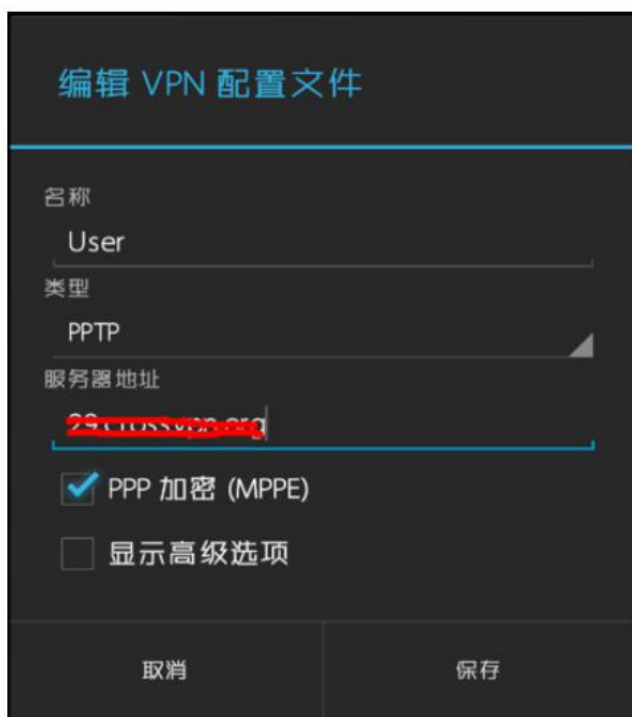 编辑 VPN 配置文件
名称
User
类型
PPTP
服务器地址
PPP 加密 (MPPE)
显示高级选项
取消
保存